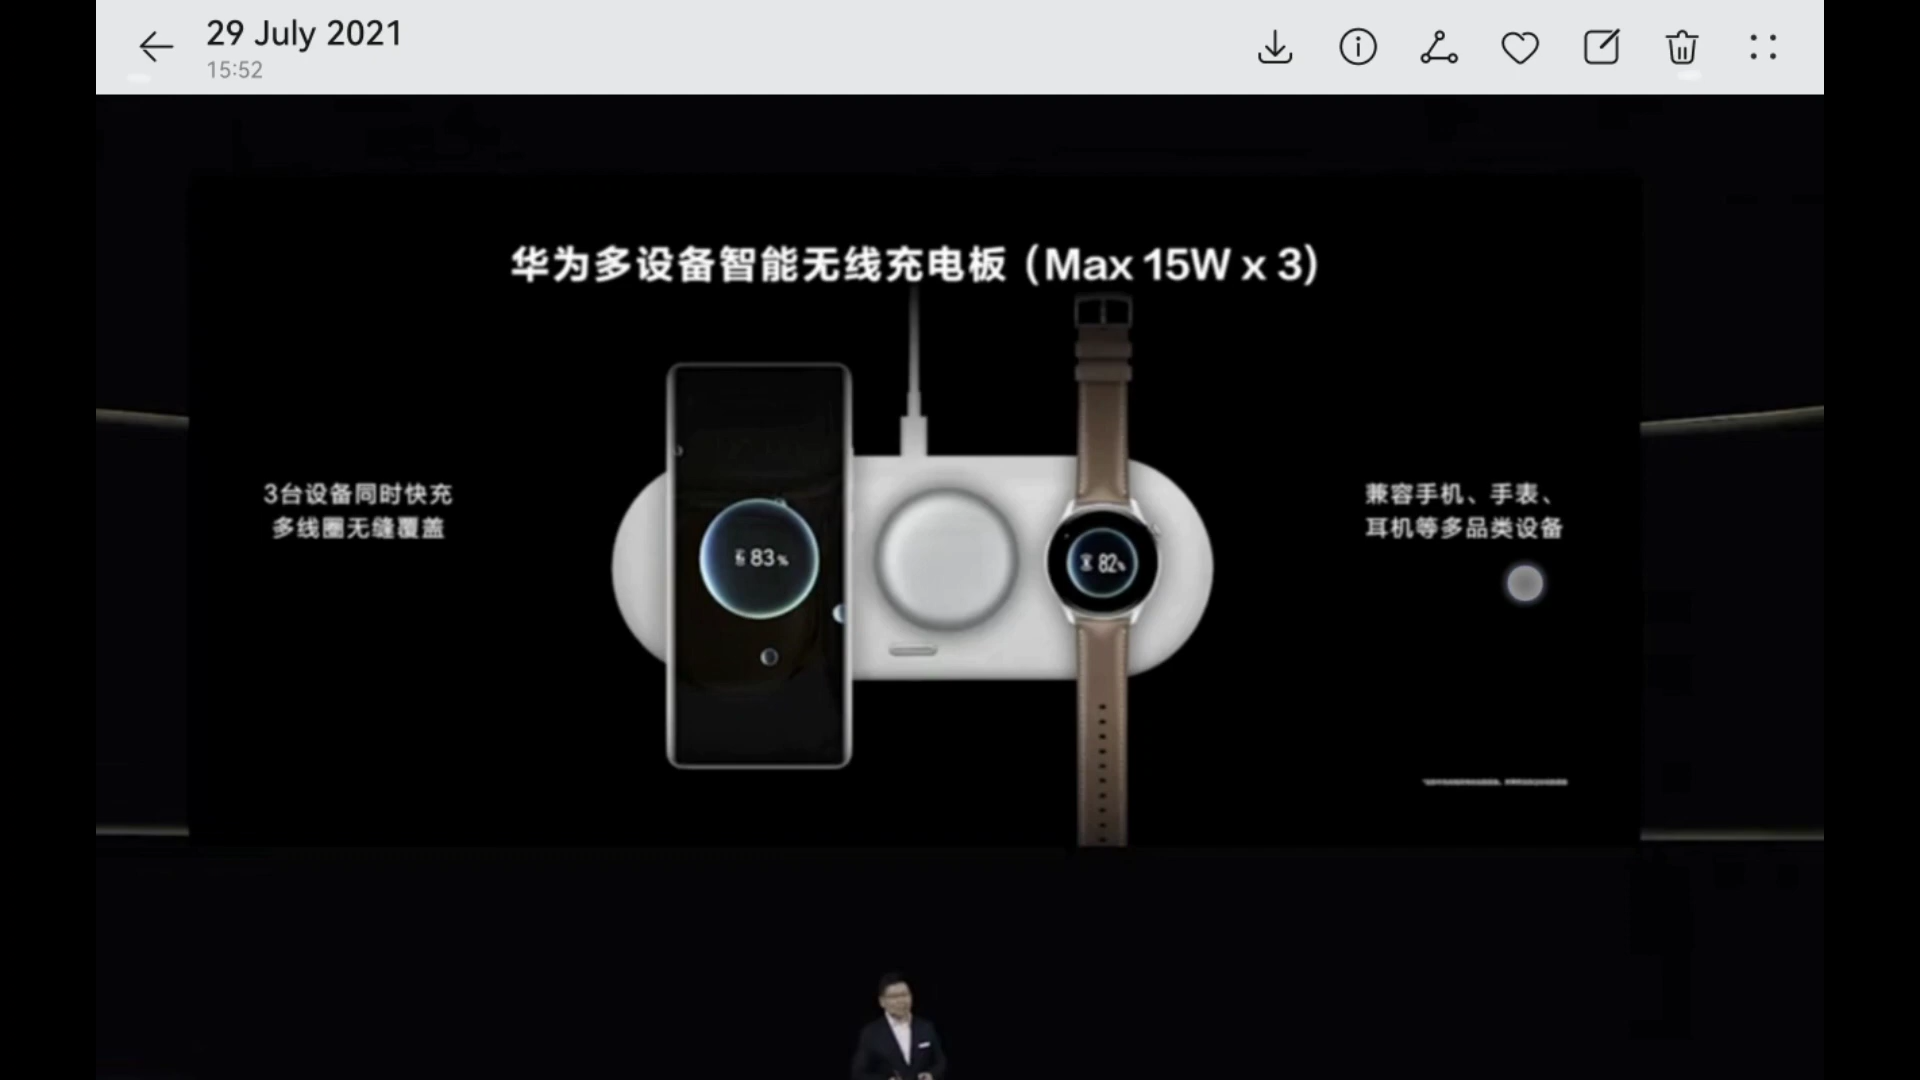 29 July 2021
15:52
华为多设备智能无线充电板（Max 15W x 3）
3台设备同时快充
多线圈无缝覆盖
83%
82%
兼容手机、手表、
耳机等多品类设备